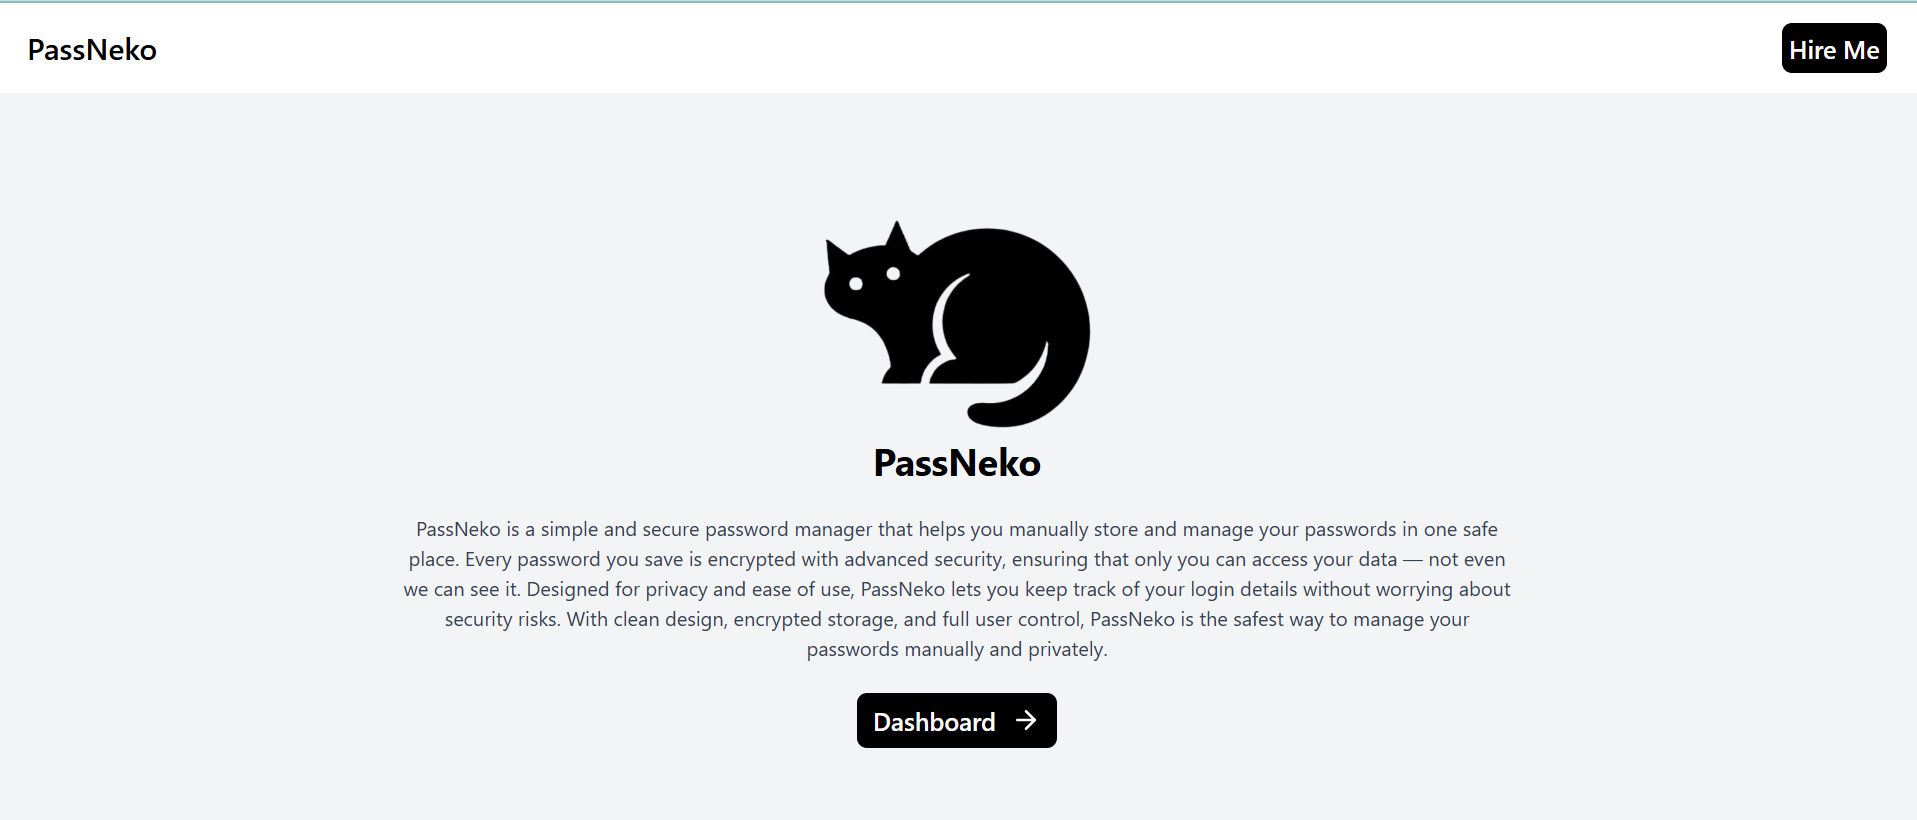 PassNeko
Hire Me
PassNeko
PassNeko is a simple and secure password manager that helps you manually store and manage your passwords in one safe
place. Every password you save is encrypted with advanced security, ensuring that only you can access your data — not even
we can see it. Designed for privacy and ease of use, PassNeko lets you keep track of your login details without worrying about
security risks. With clean design, encrypted storage, and full user control, PassNeko is the safest way to manage your
passwords manually and privately.
Dashboard →